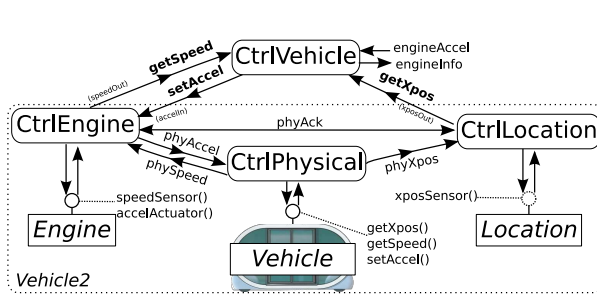 getSpeed
CtrlVehicle
engineAccel
engineInfo
(speedOut)
setAccel
getXpos
(accelIn)
(xposOut)
CtrlEngine
phyAck
CtrlLocation
phyAccel
CtrlPhysical
phySpeed
phyXpos
speedSensor()
accelActuator()
xposSensor()
Engine
getXpos()
getSpeed()
setAccel()
Location
Vehicle
Vehicle2